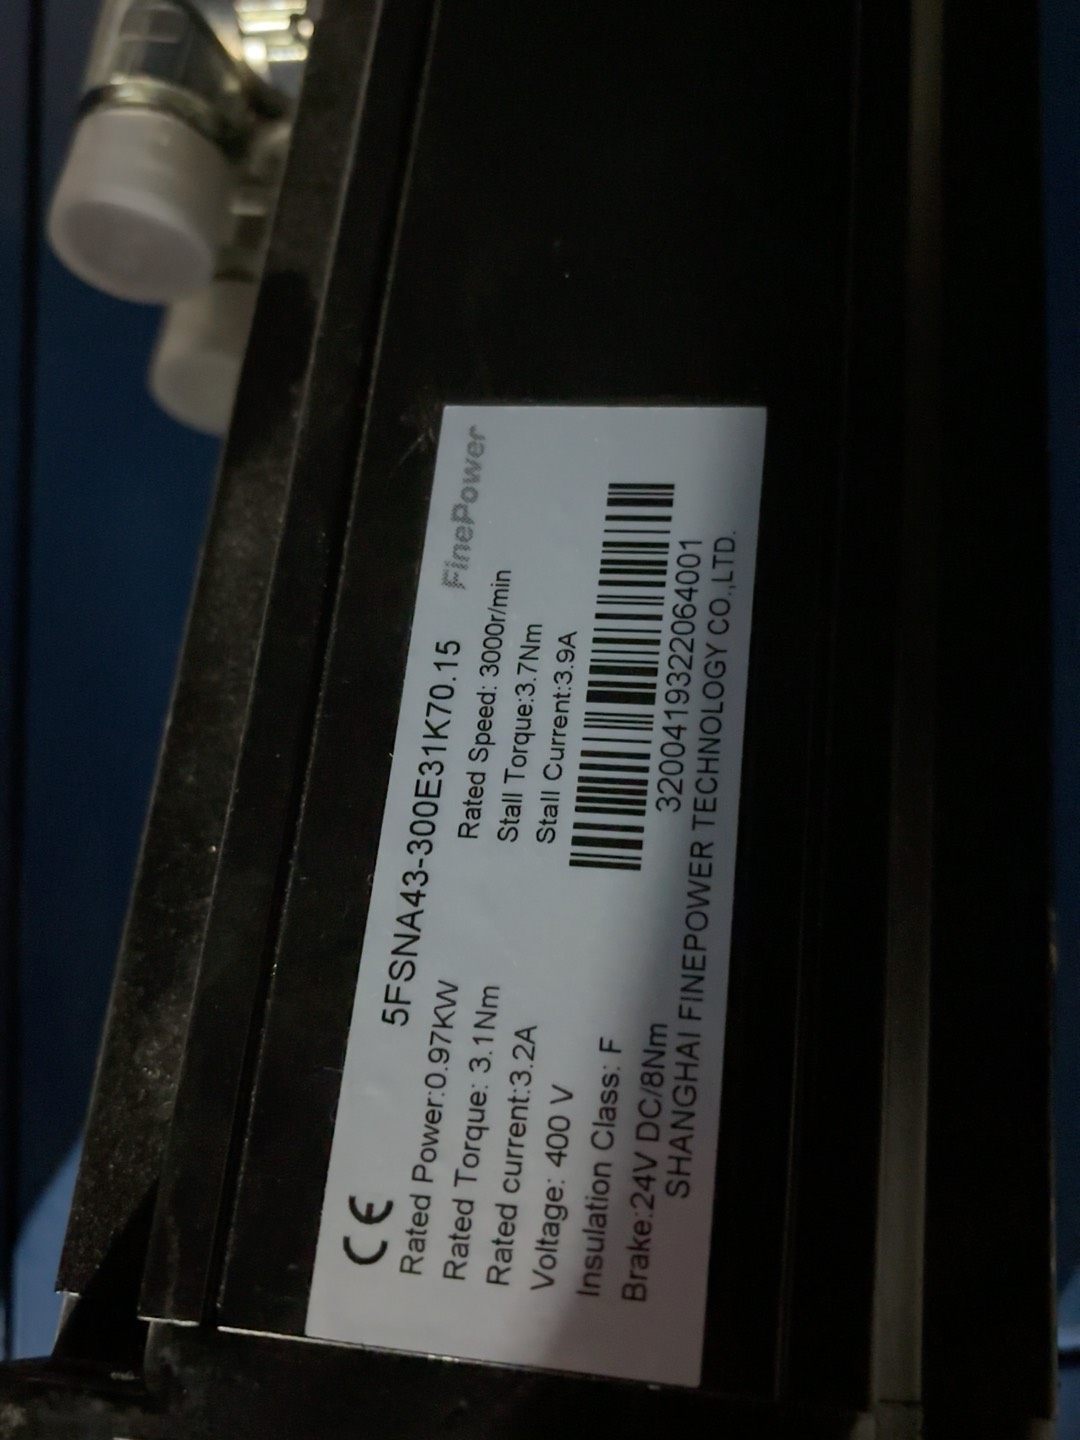 CE
5FSNA43-300E31K70.15
FinePower
Rated Power:0.97KW
Rated Speed: 3000r/min
Rated Torque: 3.1Nm
Stall Torque:3.7Nm
Rated current:3.2A
Stall Current:3.9A
Voltage: 400 V
Insulation Class: F
Brake:24V DC/8Nm
3200419322064001
SHANGHAI FINEPOWER TECHNOLOGY CO.,LTD.